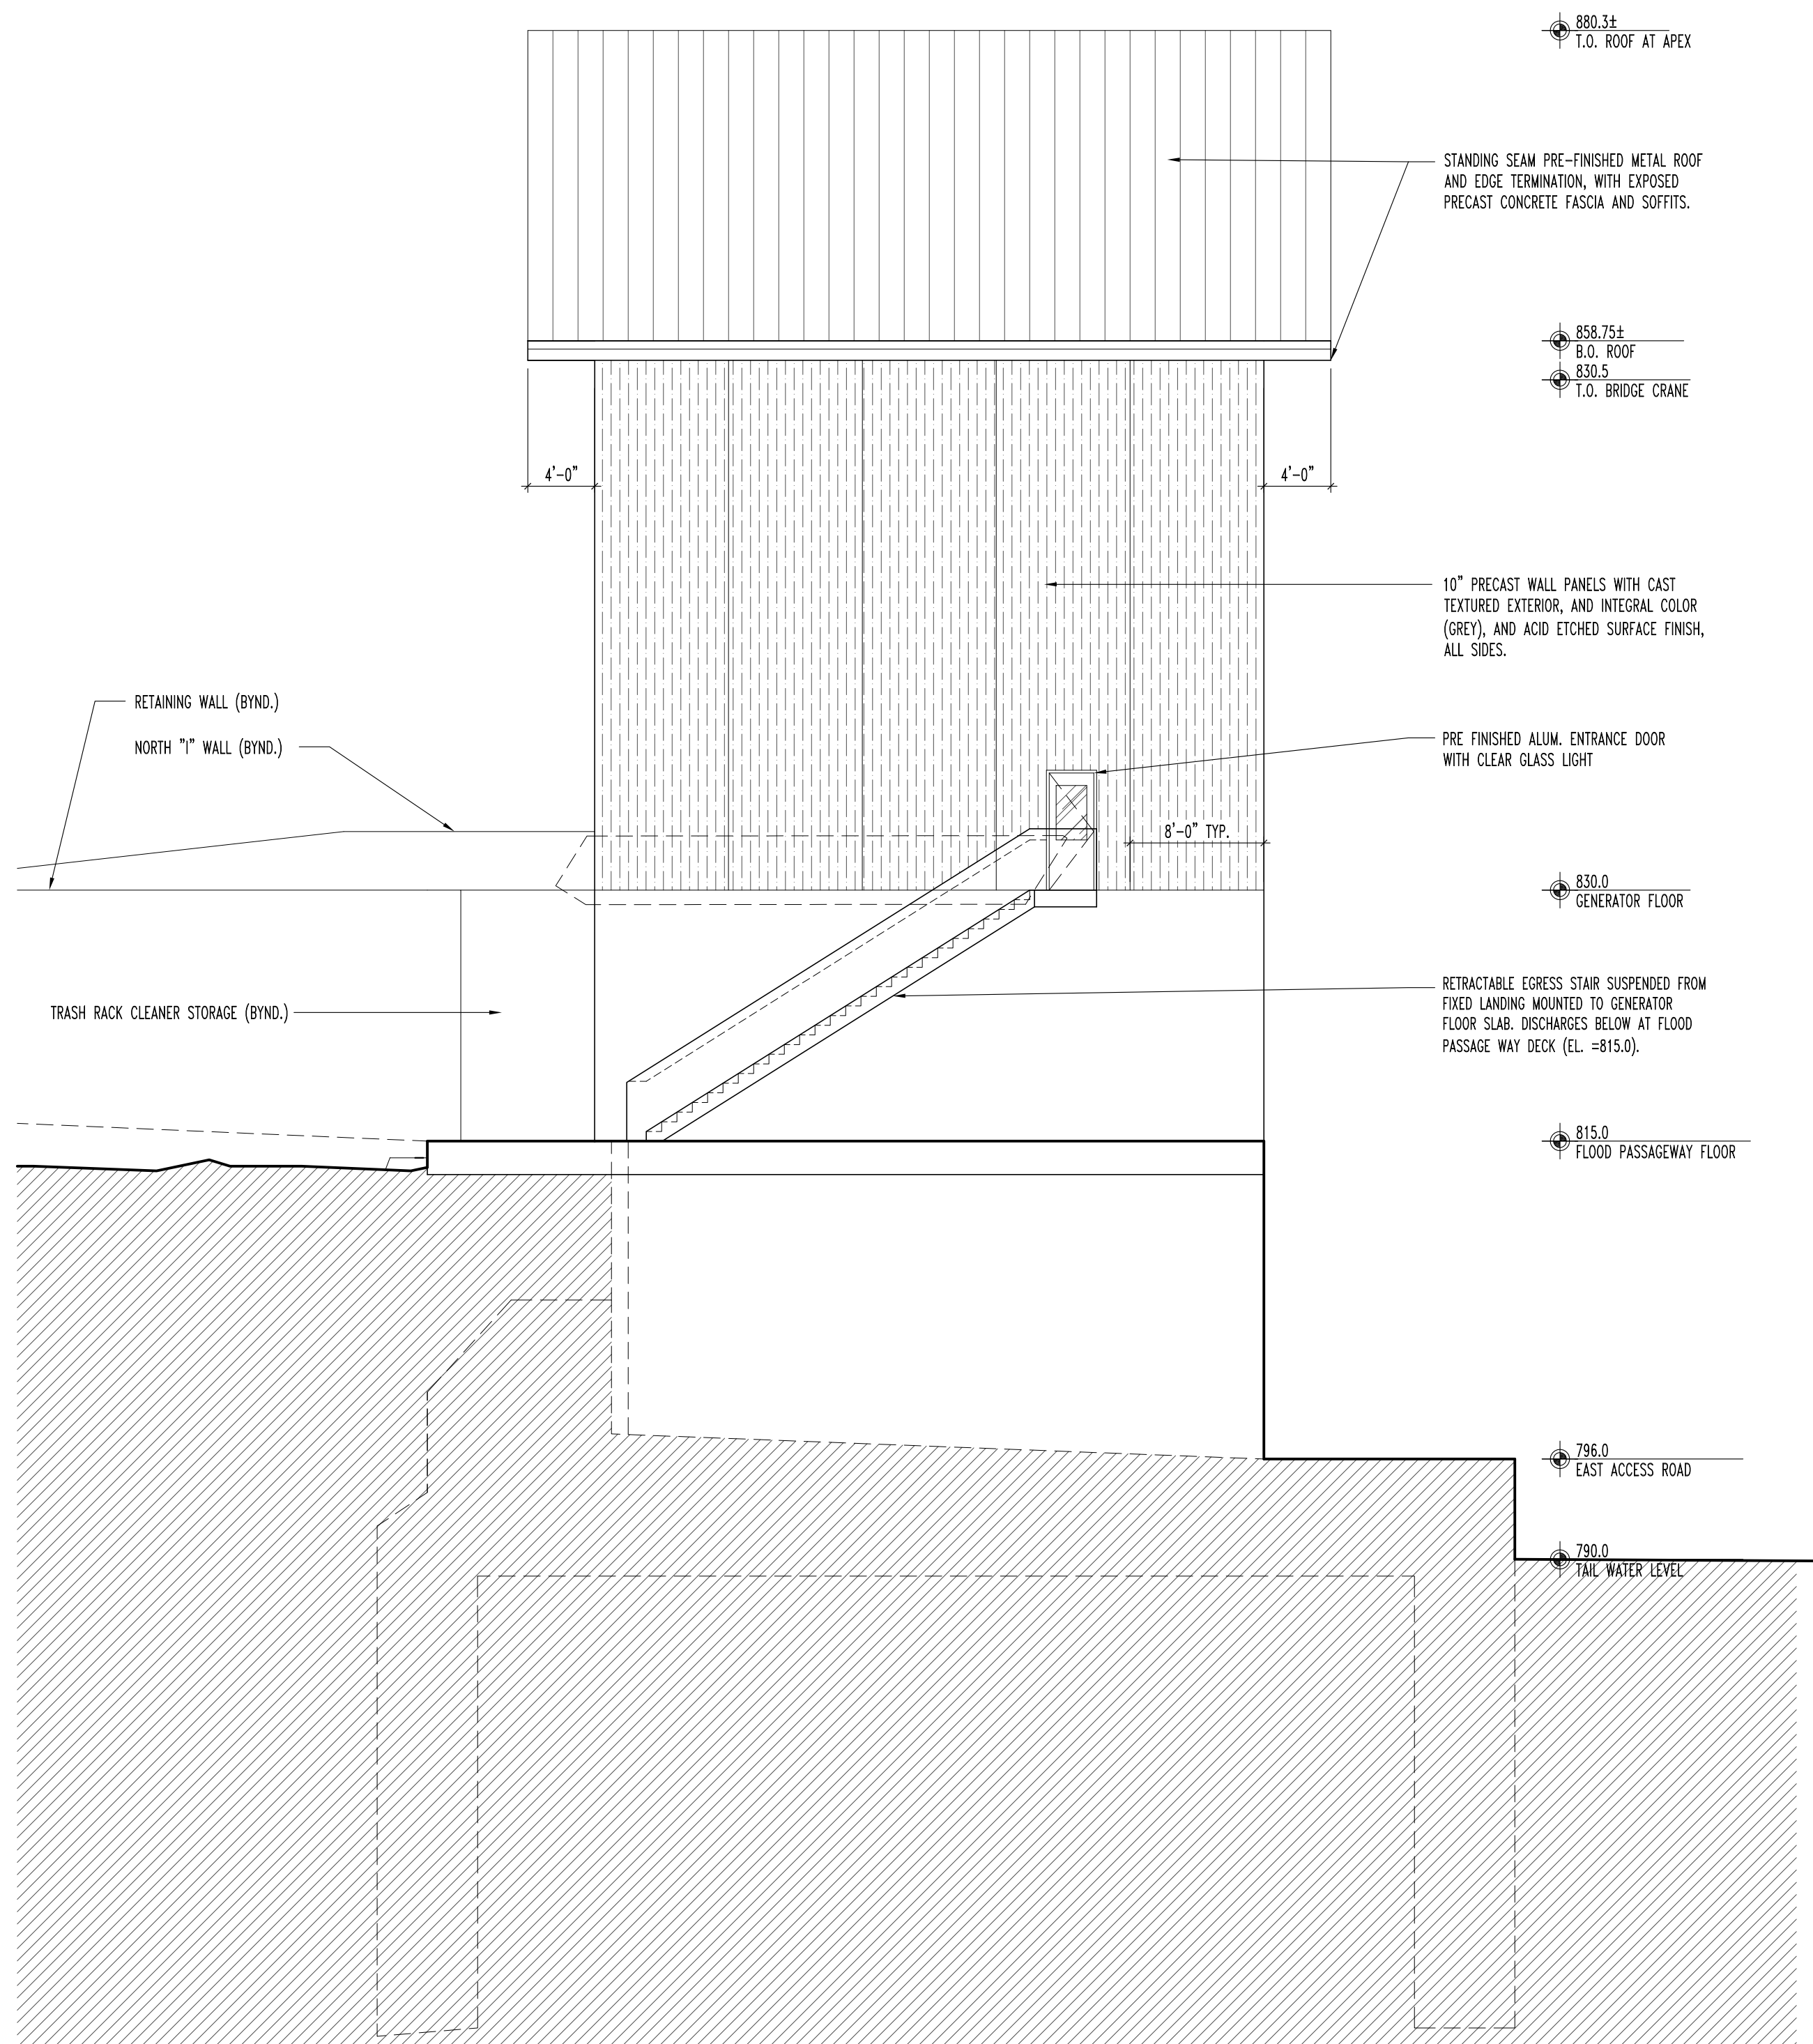 880.3±
T.O. ROOF AT APEX
STANDING SEAM PRE-FINISHED METAL ROOF
AND EDGE TERMINATION, WITH EXPOSED
PRECAST CONCRETE FASCIA AND SOFFITS.
858.75±
B.O. ROOF
830.5
T.O. BRIDGE CRANE
4'-0"
4'-0"
10" PRECAST WALL PANELS WITH CAST
TEXTURED EXTERIOR, AND INTEGRAL COLOR
(GREY), AND ACID ETCHED SURFACE FINISH,
ALL SIDES.
RETAINING WALL (BYND.)
NORTH "I" WALL (BYND.)
PRE FINISHED ALUM. ENTRANCE DOOR
WITH CLEAR GLASS LIGHT
8'-0" TYP.
830.0
GENERATOR FLOOR
TRASH RACK CLEANER STORAGE (BYND.)
RETRACTABLE EGRESS STAIR SUSPENDED FROM
FIXED LANDING MOUNTED TO GENERATOR
FLOOR SLAB. DISCHARGES BELOW AT FLOOD
PASSAGE WAY DECK (EL. =815.0).
815.0
FLOOD PASSAGEWAY FLOOR
796.0
EAST ACCESS ROAD
790.0
TAIL WATER LEVEL